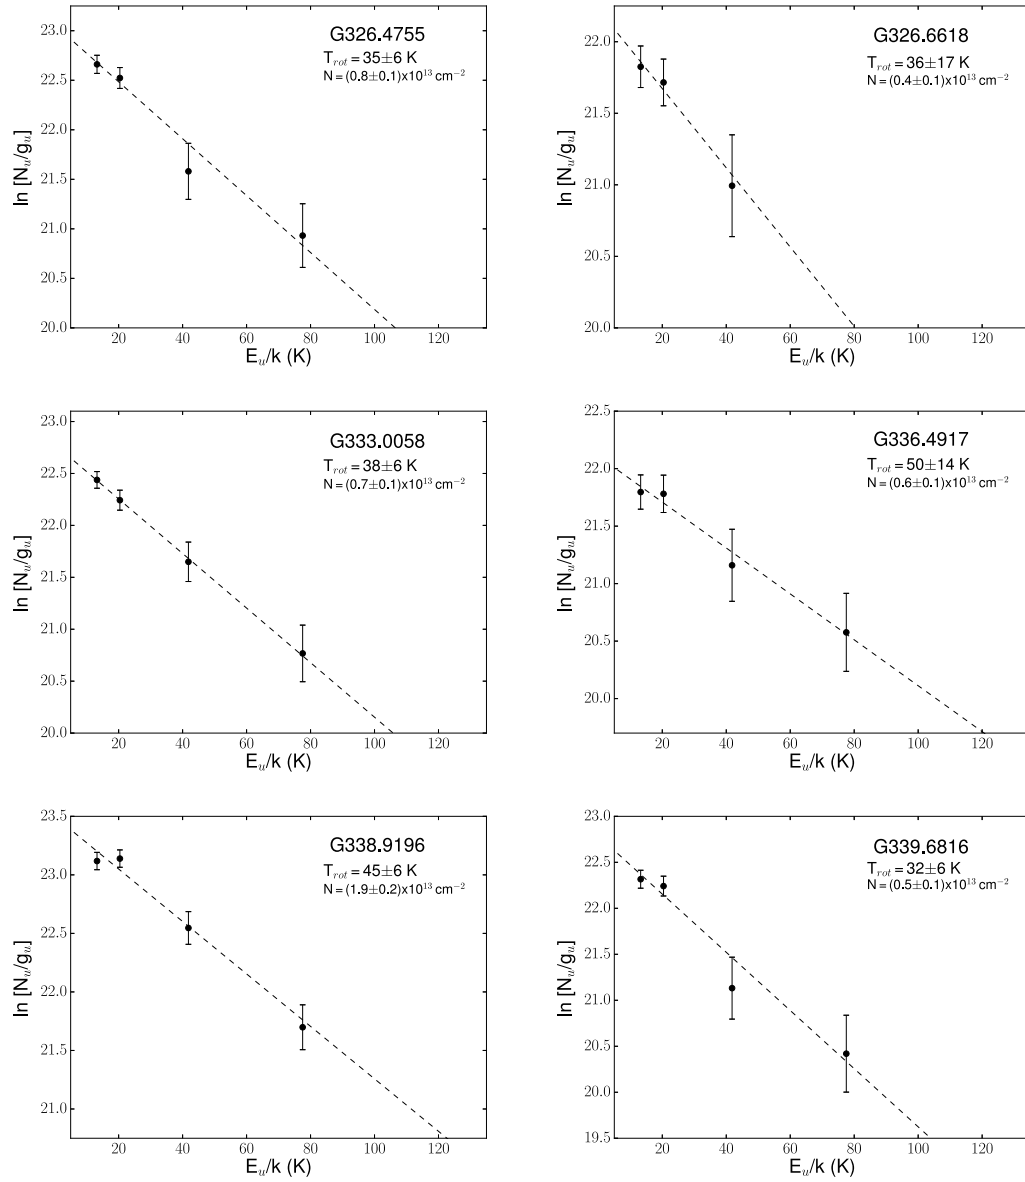 G326.4755
T_rot = 35±6 K
N = (0.8±0.1)x10^13 cm^−2
23.0
22.5
22.0
21.5
21.0
20.5
20.0
ln [N_u/g_u]
20 40 60 80 100 120
E_u/k (K)
G326.6618
T_rot = 36±17 K
N = (0.4±0.1)x10^13 cm^−2
22.0
21.5
21.0
20.5
20.0
ln [N_u/g_u]
20 40 60 80 100 120
E_u/k (K)
G333.0058
T_rot = 38±6 K
N = (0.7±0.1)x10^13 cm^−2
23.0
22.5
22.0
21.5
21.0
20.5
20.0
ln [N_u/g_u]
20 40 60 80 100 120
E_u/k (K)
G336.4917
T_rot = 50±14 K
N = (0.6±0.1)x10^13 cm^−2
22.5
22.0
21.5
21.0
20.5
20.0
ln [N_u/g_u]
20 40 60 80 100 120
E_u/k (K)
G338.9196
T_rot = 45±6 K
N = (1.9±0.2)x10^13 cm^−2
23.5
23.0
22.5
22.0
21.5
21.0
ln [N_u/g_u]
20 40 60 80 100 120
E_u/k (K)
G339.6816
T_rot = 32±6 K
N = (0.5±0.1)x10^13 cm^−2
23.0
22.5
22.0
21.5
21.0
20.5
20.0
19.5
ln [N_u/g_u]
20 40 60 80 100 120
E_u/k (K)